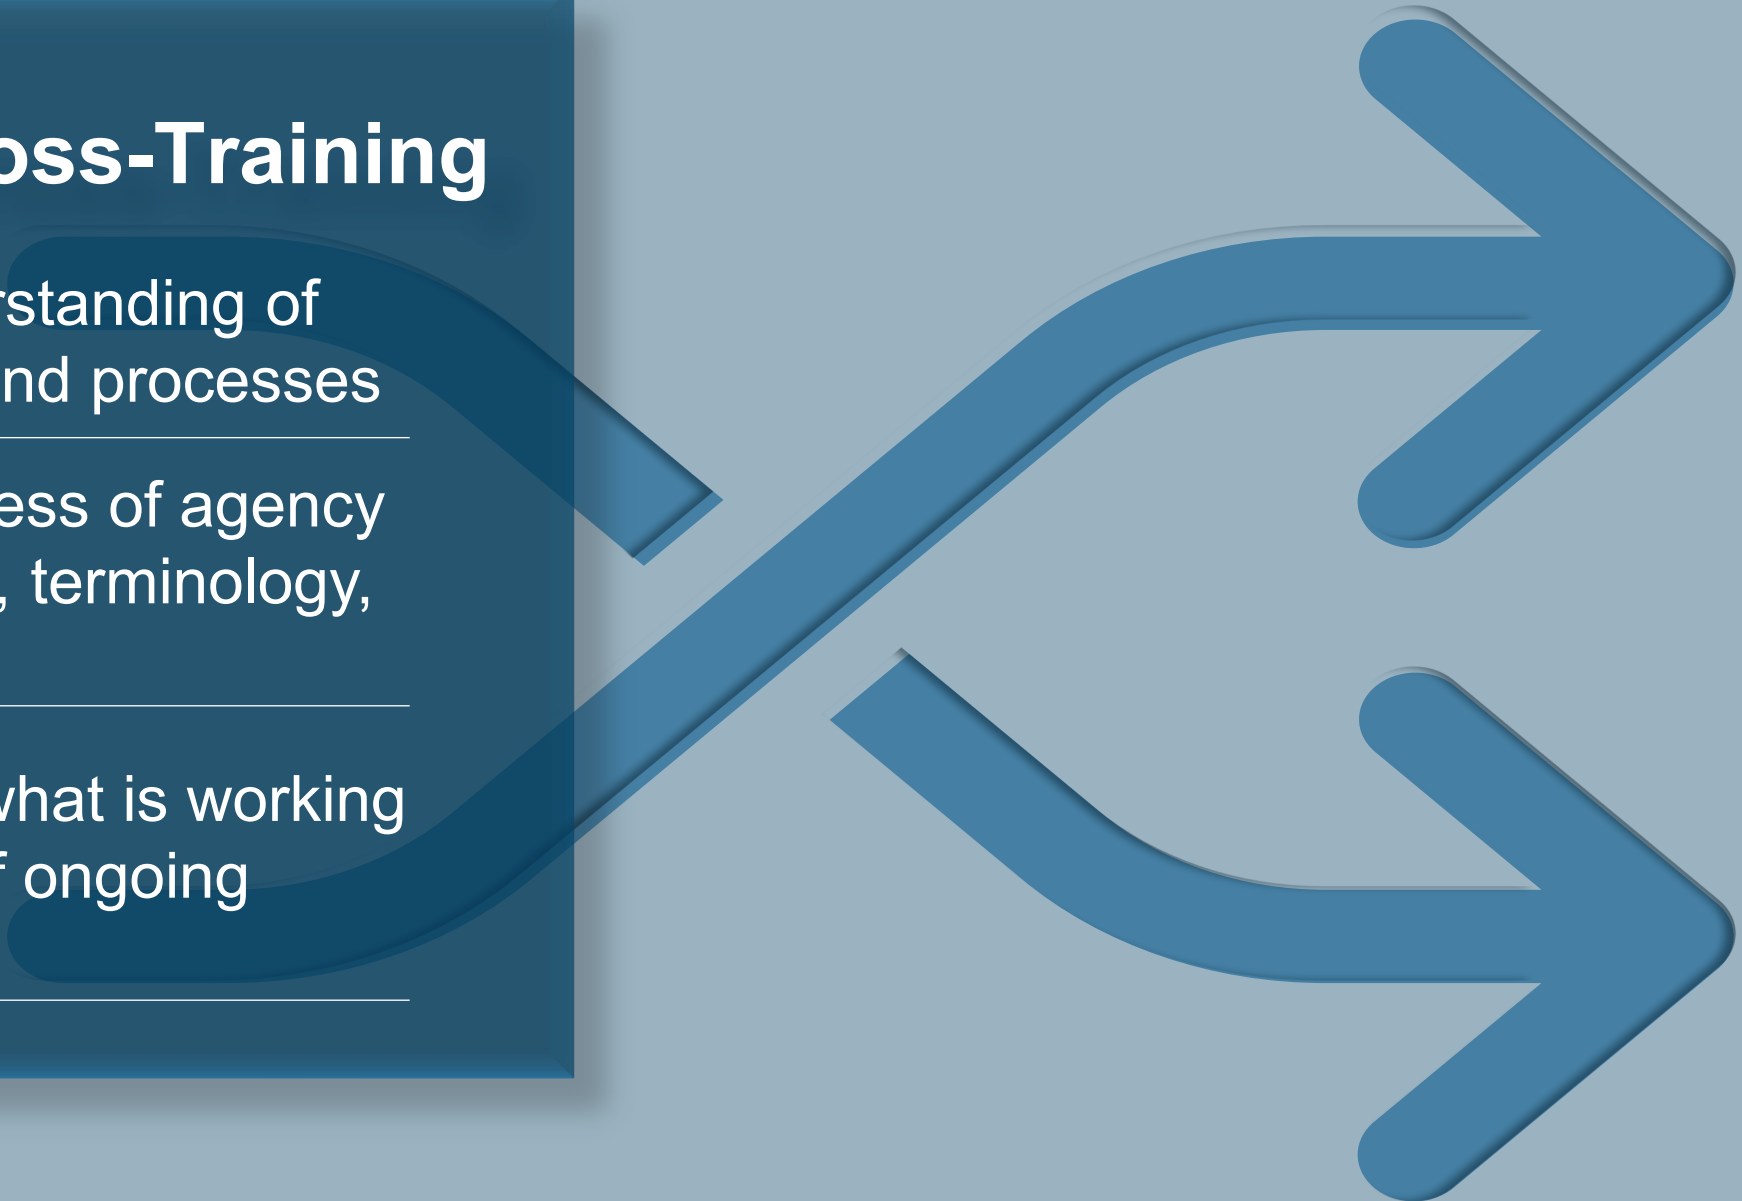 oss-Training
rstanding of
nd processes
ess of agency
, terminology,
what is working
f ongoing